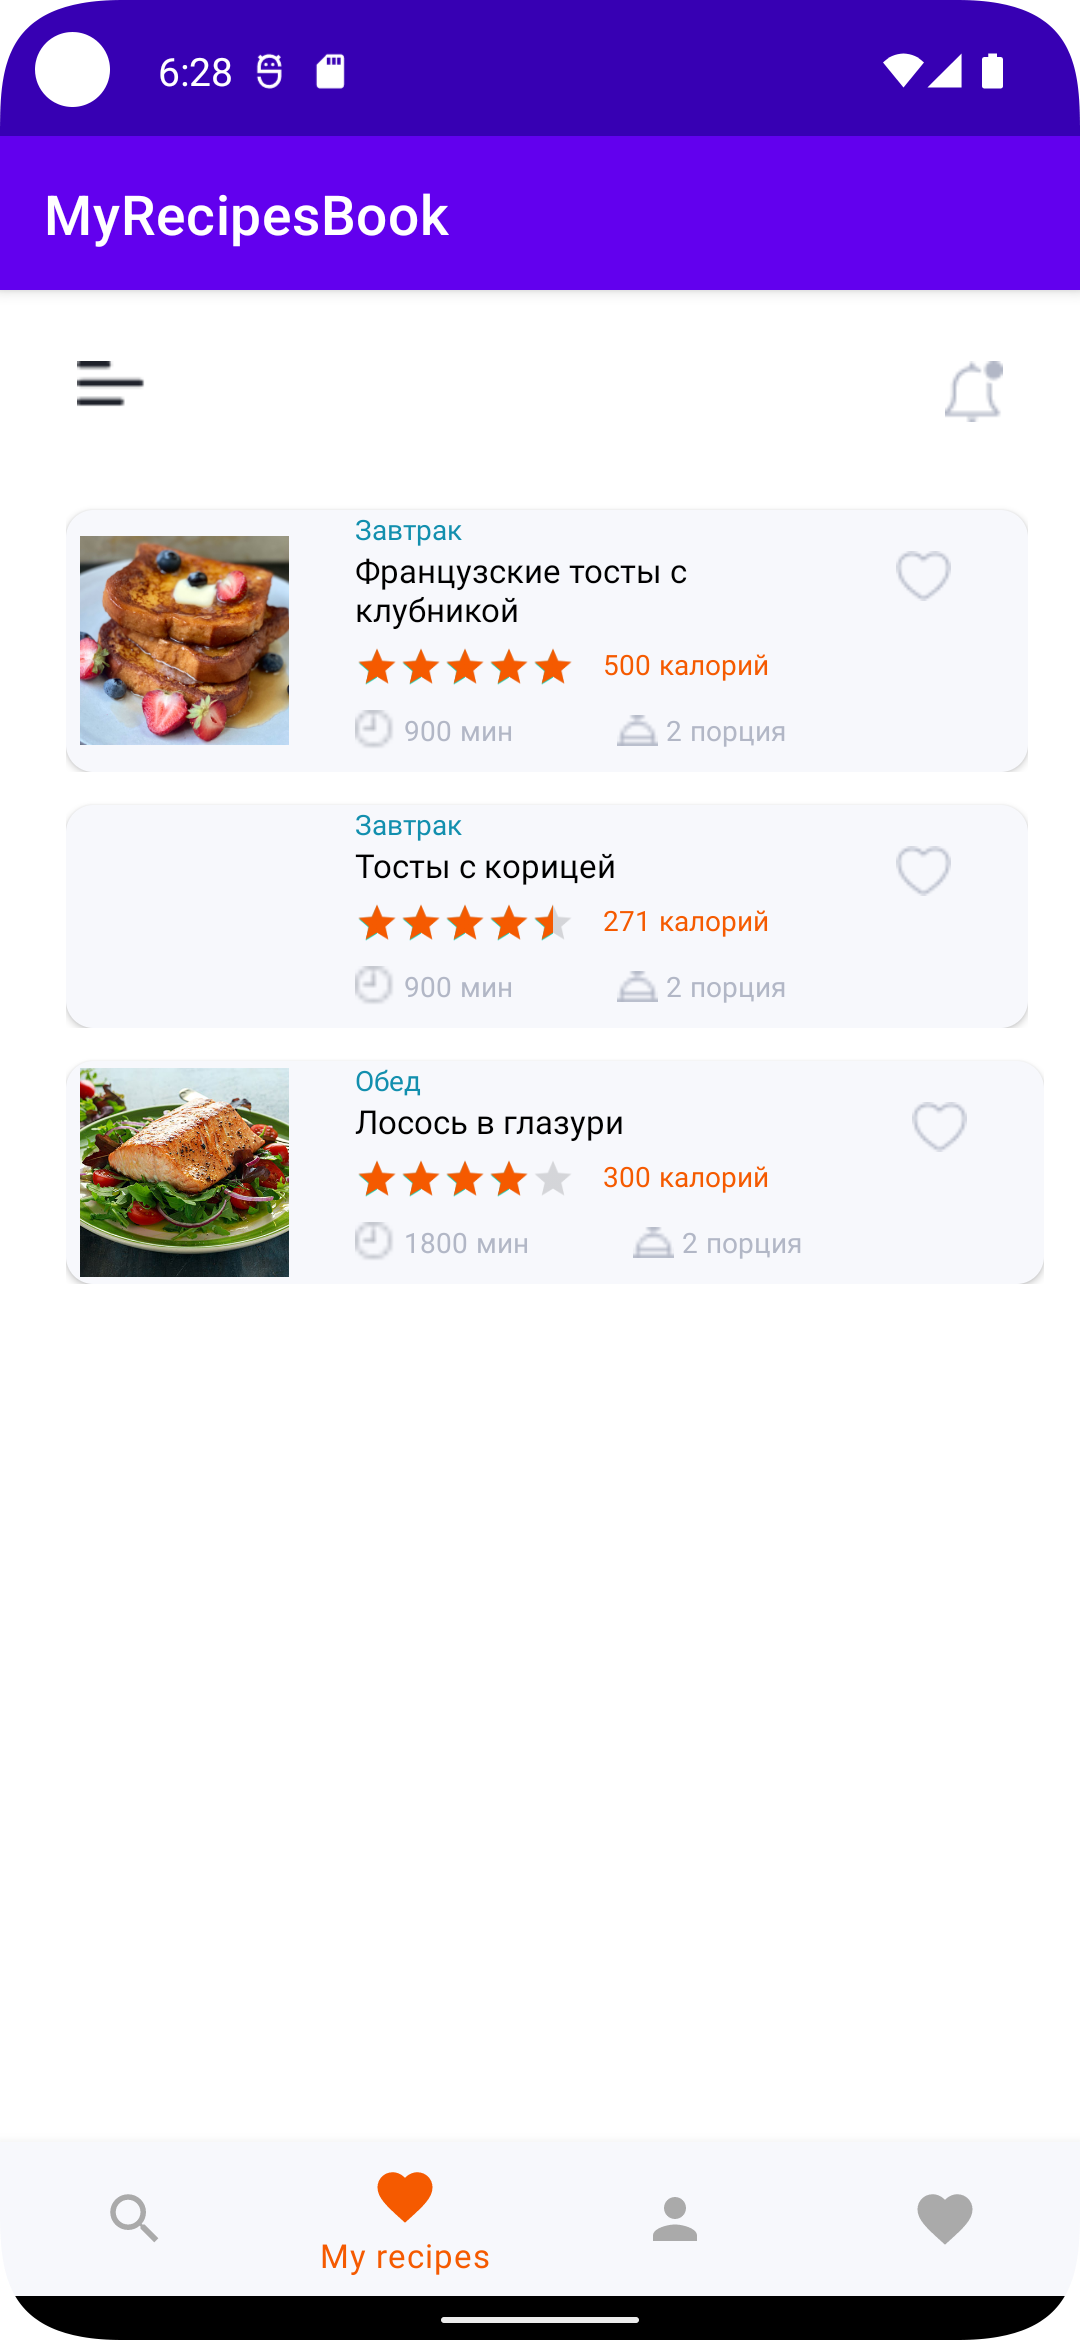 6:28
MyRecipesBook
Завтрак
Французские тосты с
клубникой
500 калорий
900 мин
2 порция
Завтрак
Тосты с корицей
271 калорий
900 мин
2 порция
Обед
Лосось в глазури
300 калорий
1800 мин
2 порция
My recipes